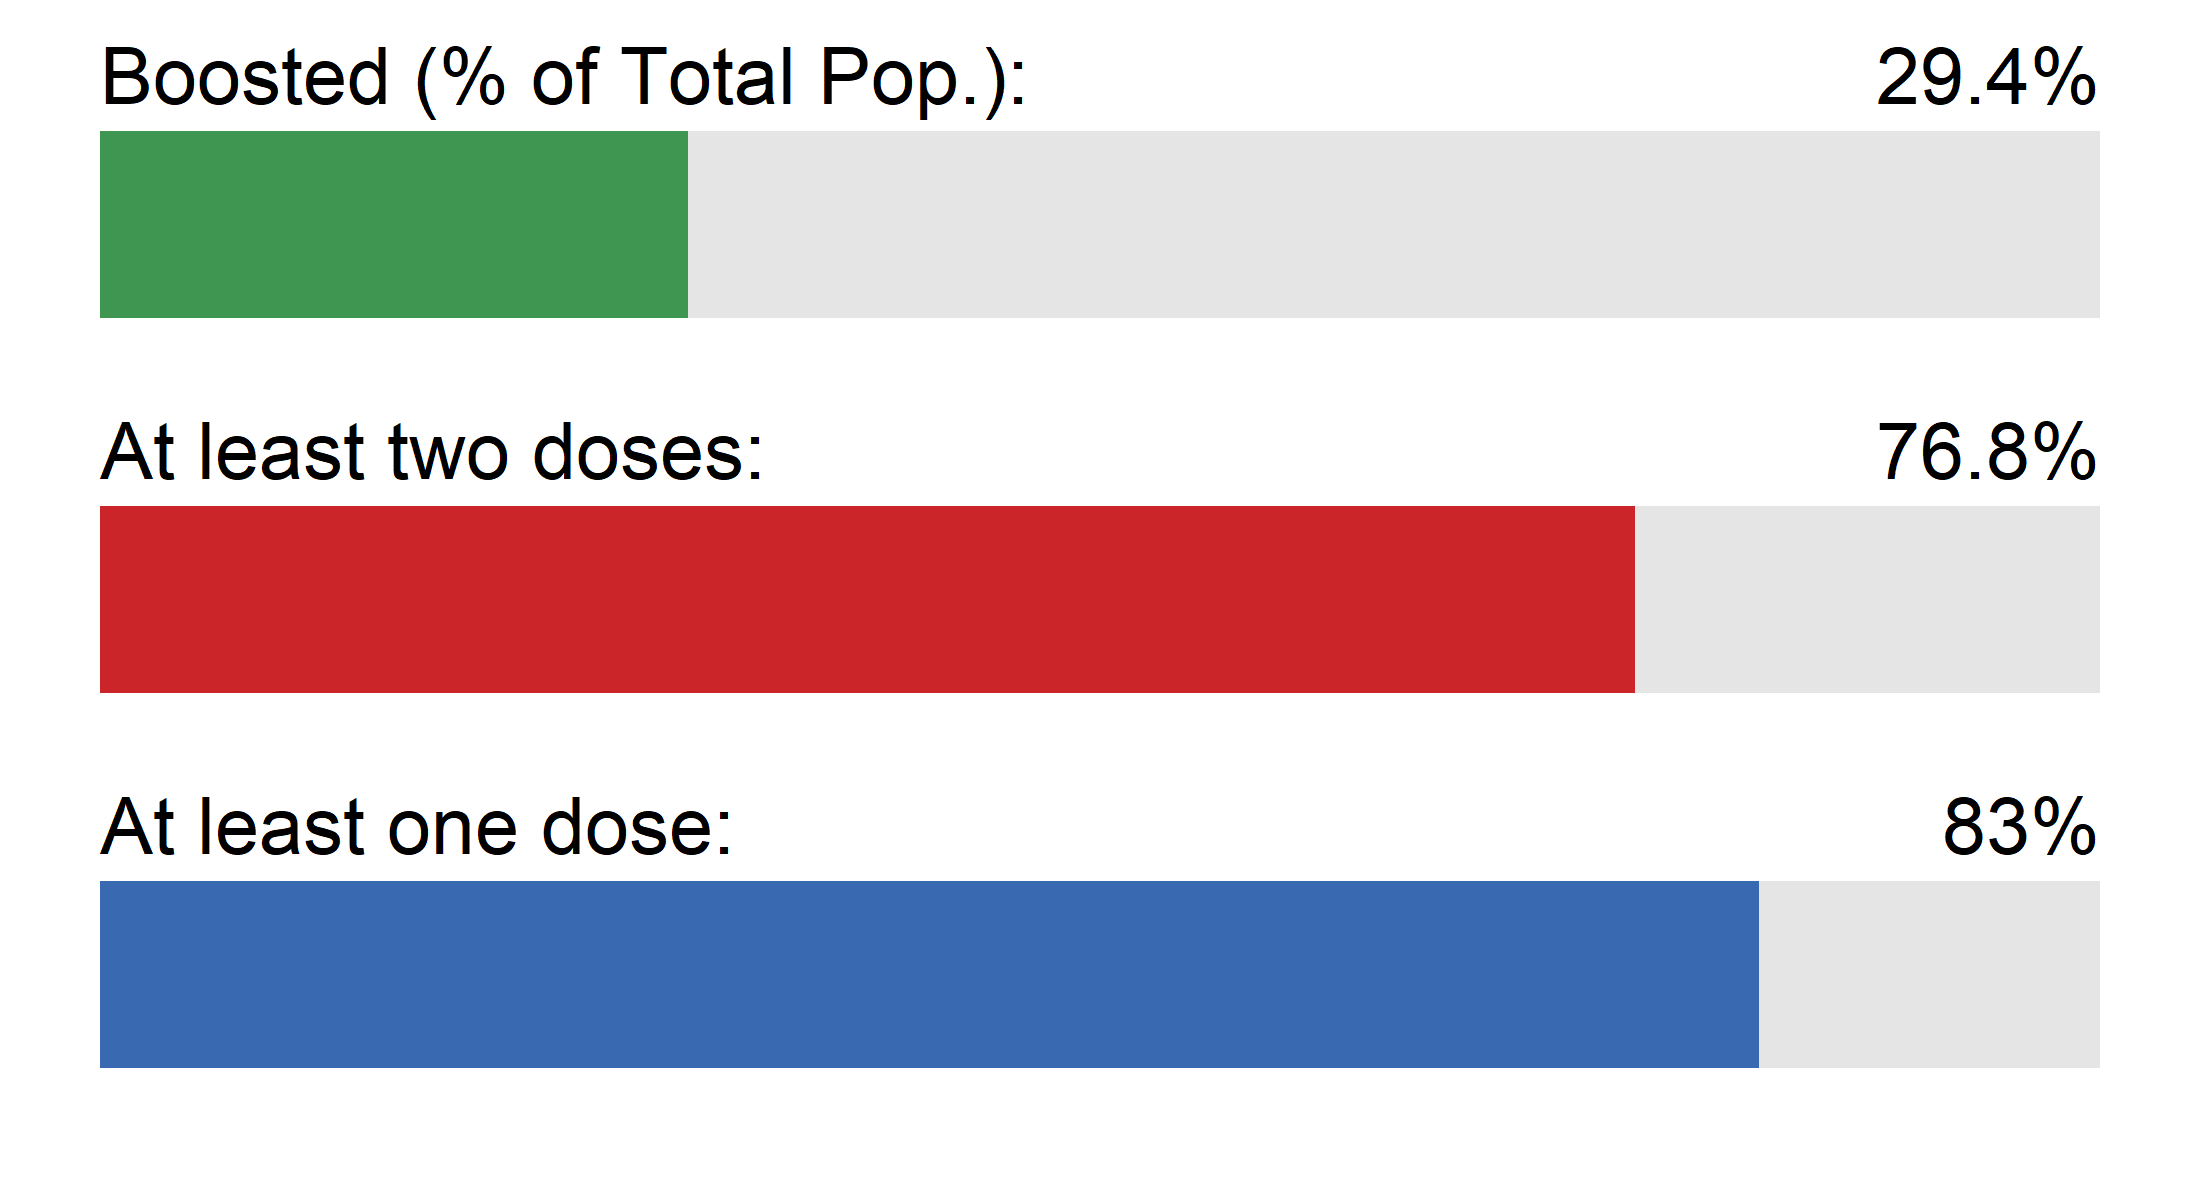 Boosted (% of Total Pop.): 29.4%
At least two doses: 76.8%
At least one dose: 83%